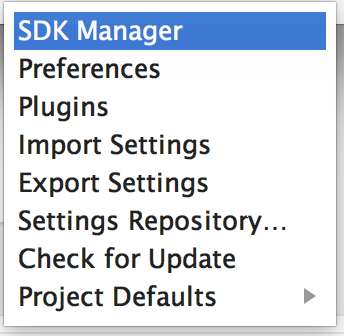 SDK Manager
Preferences
Plugins
Import Settings
Export Settings
Settings Repository...
Check for Update
Project Defaults